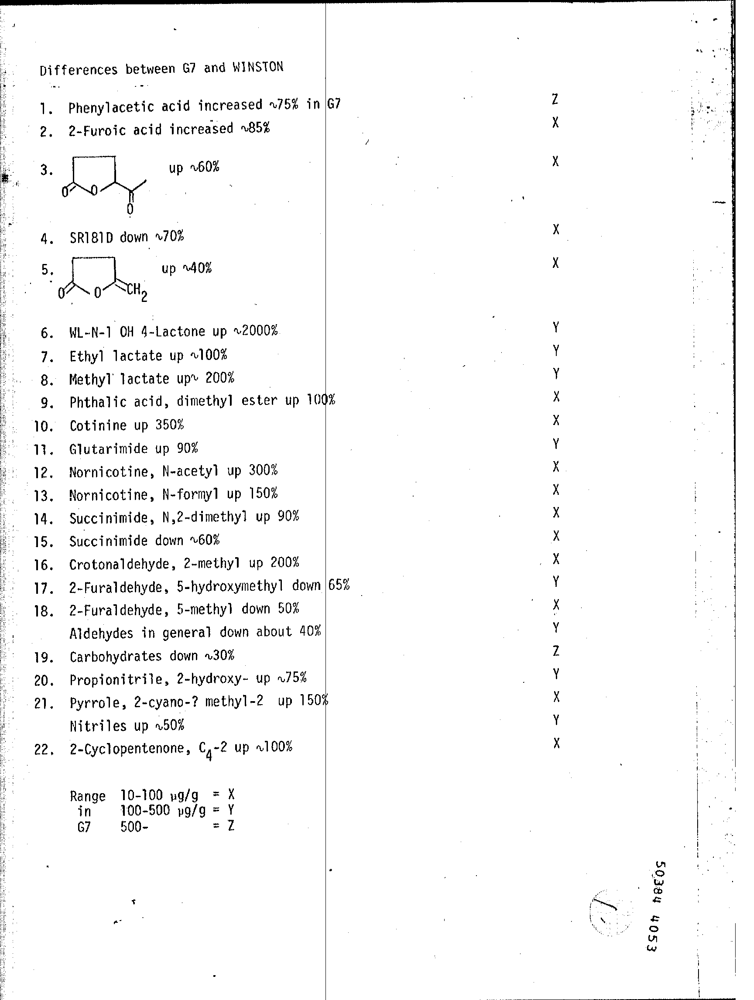 Differences between G7 and WINSTON
1. Phenylacetic acid increased ~75% in G7 Z
2. 2-Furoic acid increased ~85% X
3. O O O up ~60% X
4. SR181D down ~70% X
5. O O CH2 up ~40% X
6. WL-N-1 OH 4-Lactone up ~2000% Y
7. Ethyl lactate up ~100% Y
8. Methyl lactate up~ 200% Y
9. Phthalic acid, dimethyl ester up 100% X
10. Cotinine up 350% X
11. Glutarimide up 90% Y
12. Nornicotine, N-acetyl up 300% X
13. Nornicotine, N-formyl up 150% X
14. Succinimide, N,2-dimethyl up 90% X
15. Succinimide down ~60% X
16. Crotonaldehyde, 2-methyl up 200% X
17. 2-Furaldehyde, 5-hydroxymethyl down 65% Y
18. 2-Furaldehyde, 5-methyl down 50% X
Aldehydes in general down about 40% Y
19. Carbohydrates down ~30% Z
20. Propionitrile, 2-hydroxy- up ~75% Y
21. Pyrrole, 2-cyano-? methyl-2 up 150% X
Nitriles up ~50% Y
22. 2-Cyclopentenone, C4-2 up ~100% X
Range 10-100 µg/g = X
in 100-500 µg/g = Y
G7 500- = Z
50384 4053